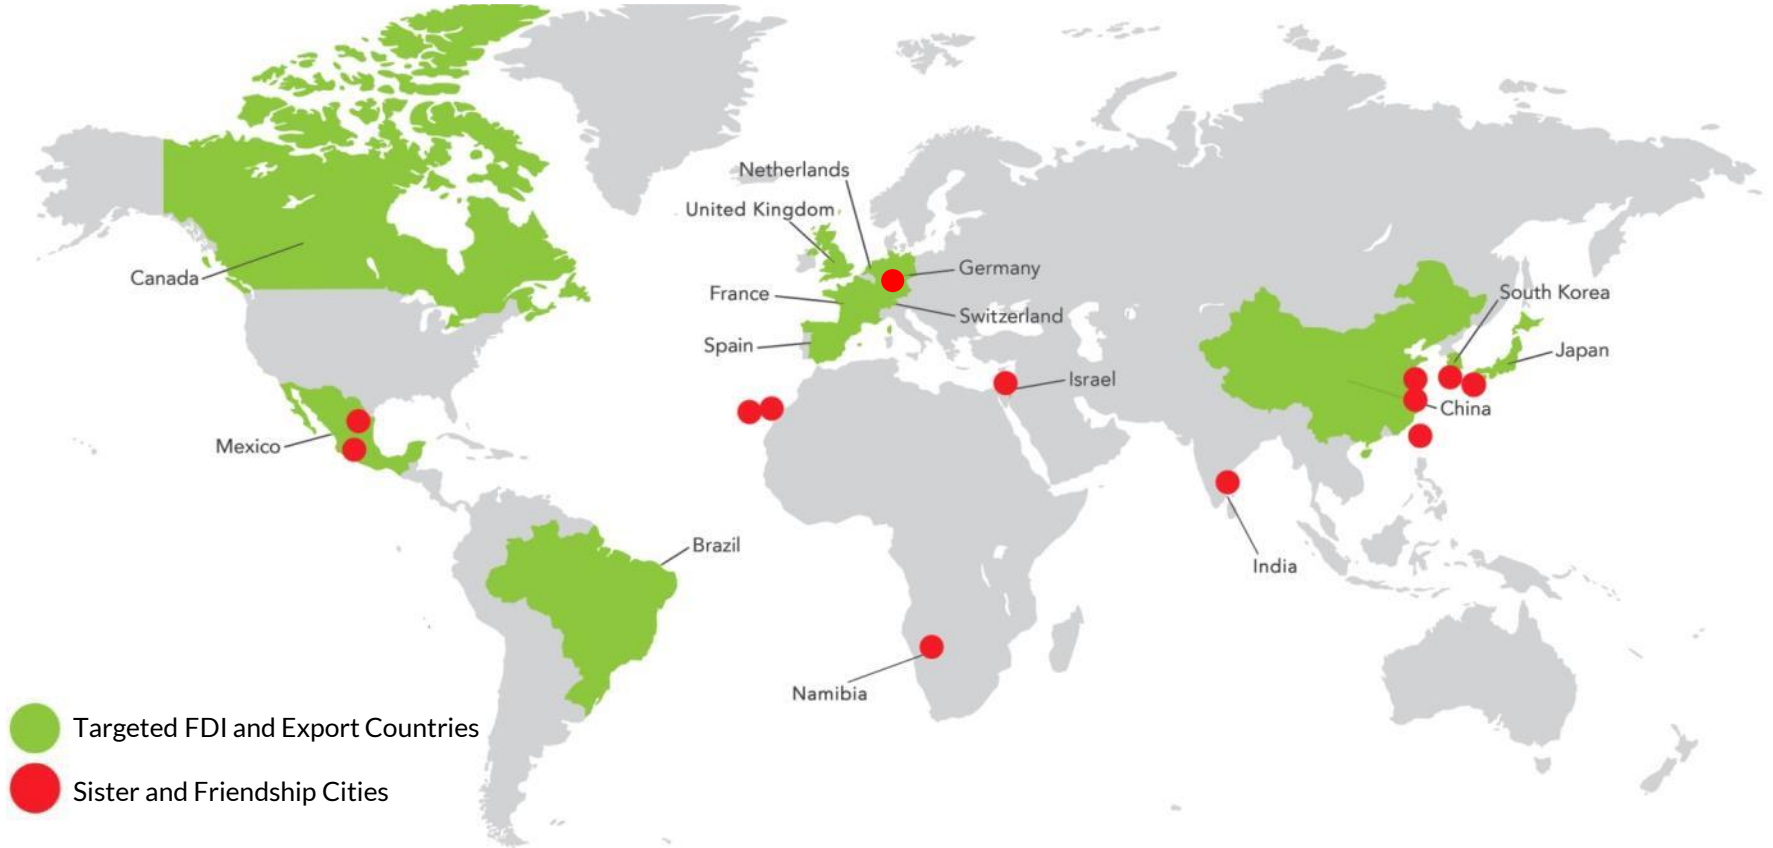 Netherlands
United Kingdom
Canada
Germany
France
South Korea
Switzerland
Spain
Japan
Israel
China
Mexico
Brazil
India
Namibia
Targeted FDI and Export Countries
Sister and Friendship Cities